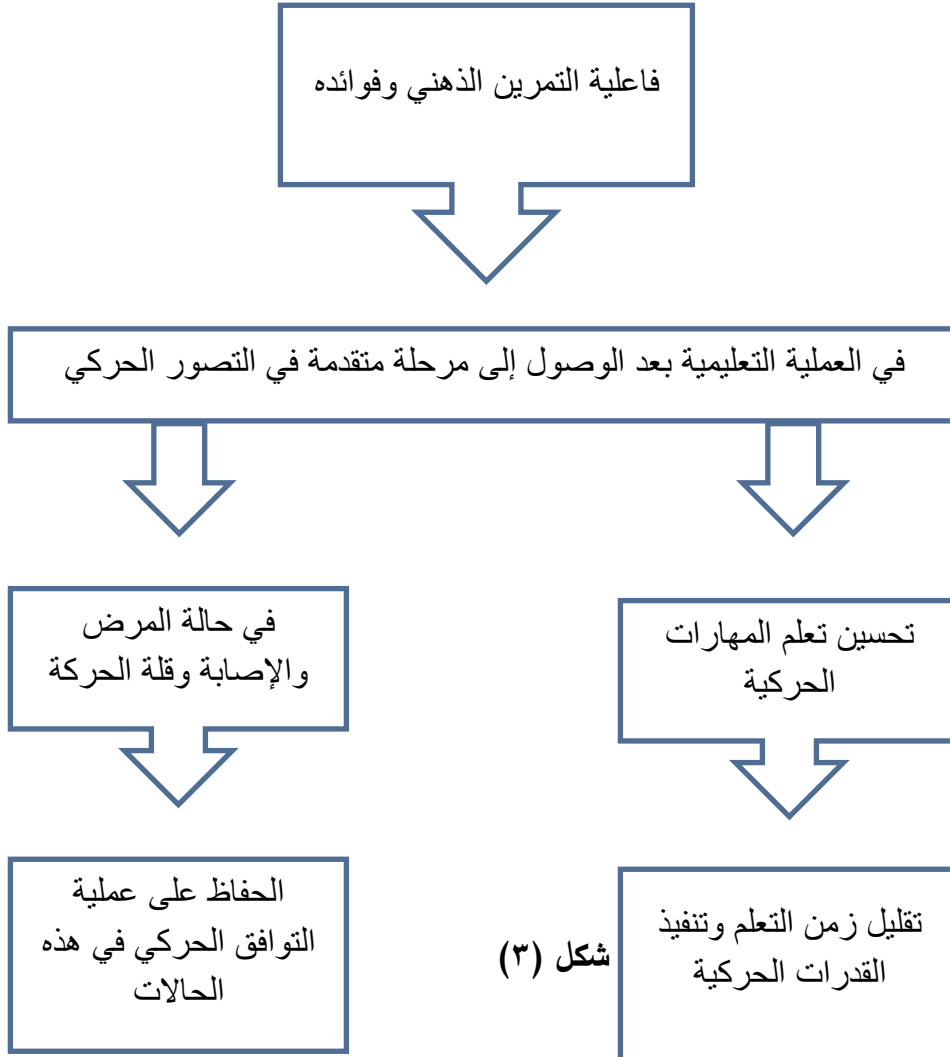 فاعلية التمرين الذهني وفوائده
في العملية التعليمية بعد الوصول إلى مرحلة متقدمة في التصور الحركي
تحسين تعلم المهارات
الحركية
في حالة المرض
والإصابة وقلة الحركة
تقليل زمن التعلم وتنفيذ
القدرات الحركية
الحفاظ على عملية
التوافق الحركي في هذه
الحالات
شكل (٣)